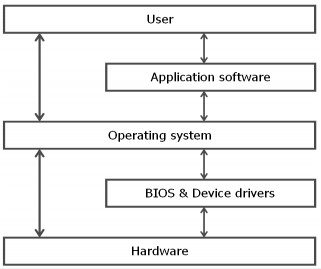 User
Application software
Operating system
BIOS & Device drivers
Hardware